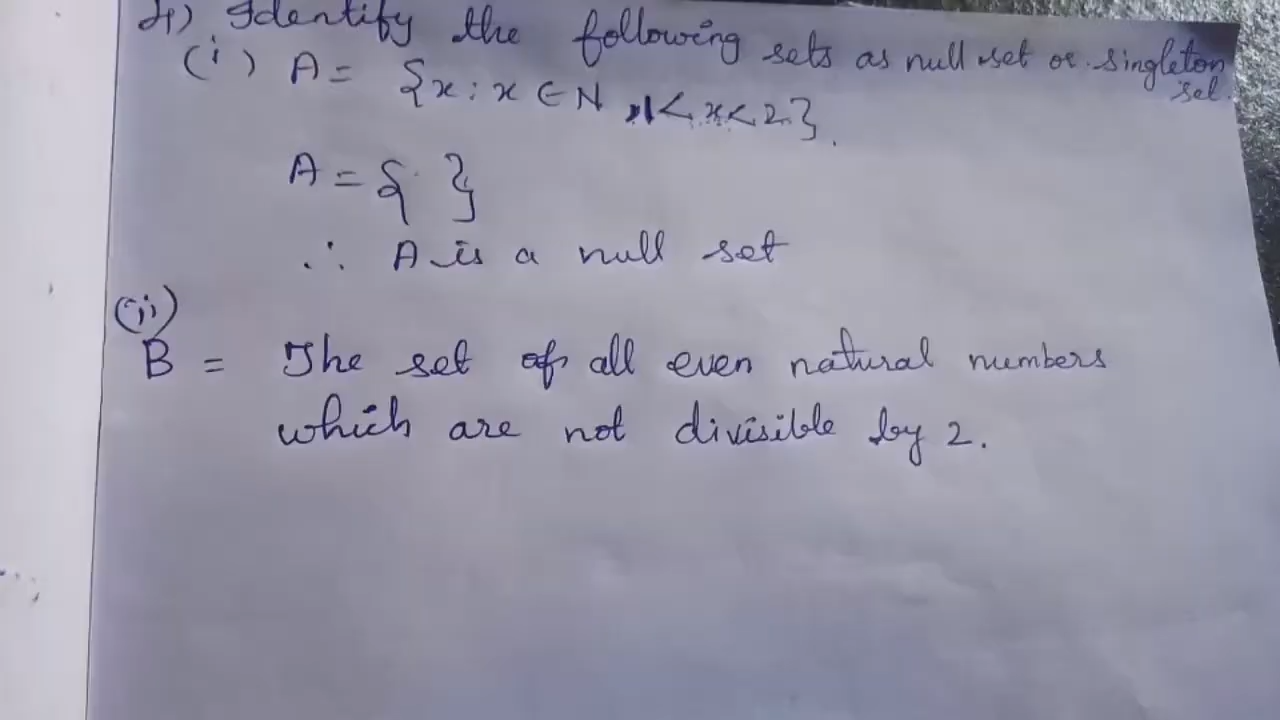 4) Identify the following sets as null set or singleton set.
(i) A = {x : x ∈ N, 1 < x < 2}.
A = { }
∴ A is a null set
(ii)
B = The set of all even natural numbers
which are not divisible by 2.